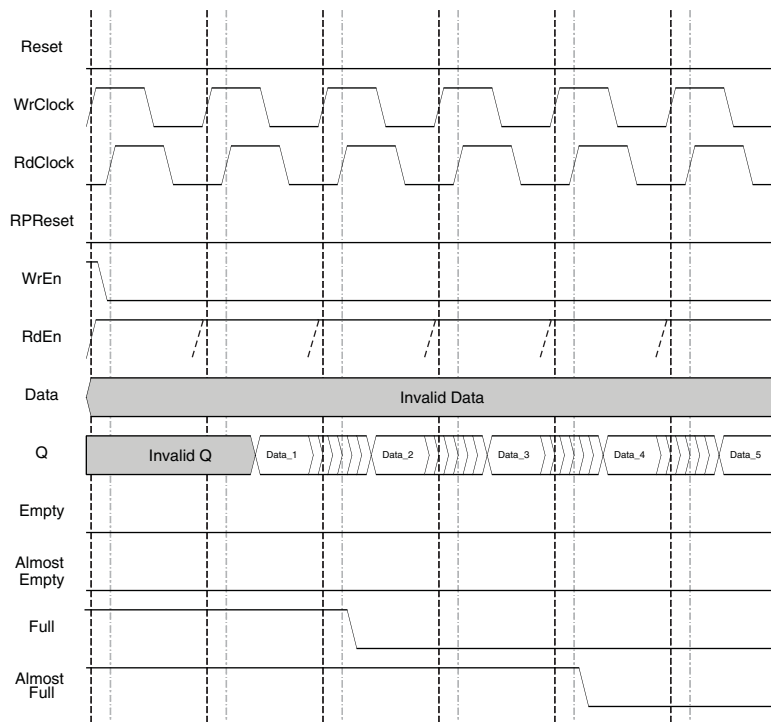 Reset
WrClock
RdClock
RPReset
WrEn
RdEn
Data
Invalid Data
Q
Invalid Q
Data_1
Data_2
Data_3
Data_4
Data_5
Empty
Almost
Empty
Full
Almost
Full